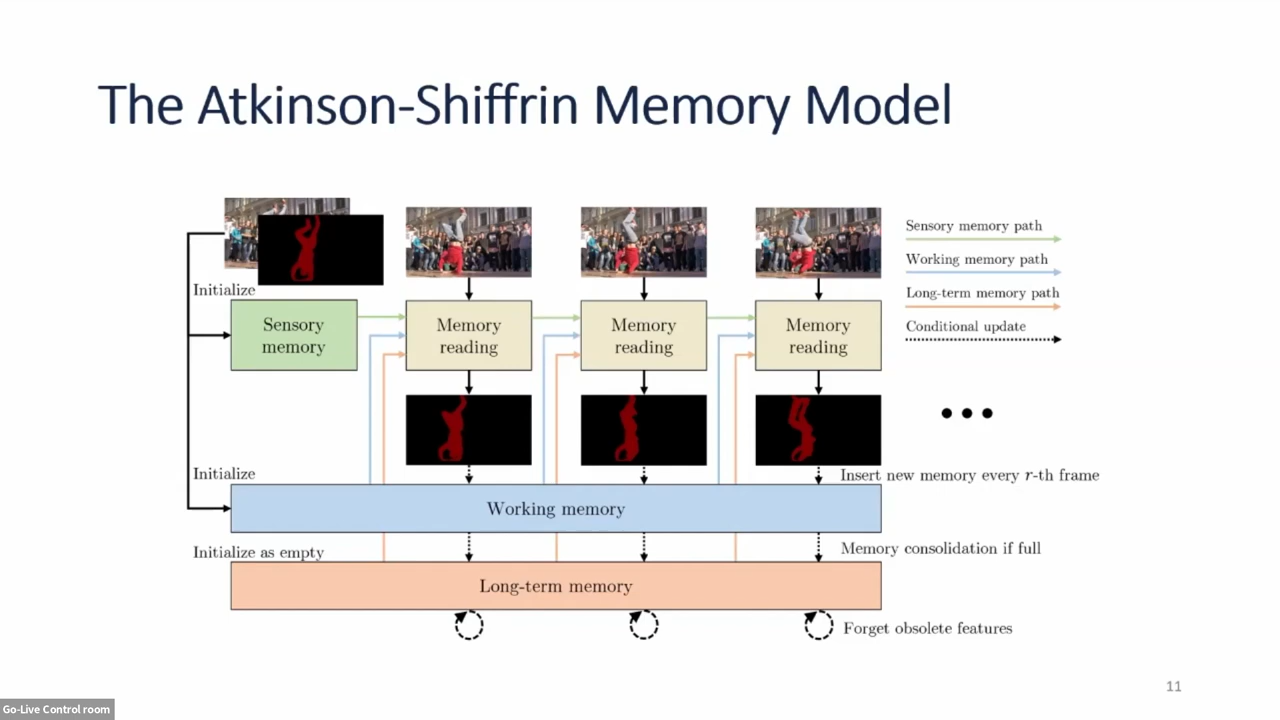 The Atkinson-Shiffrin Memory Model
Initialize
Sensory
memory
Memory
reading
Memory
reading
Memory
reading
Sensory memory path
Working memory path
Long-term memory path
Conditional update
Initialize
Insert new memory every r-th frame
Working memory
Initialize as empty
Memory consolidation if full
Long-term memory
Forget obsolete features
11
Go-Live Control room